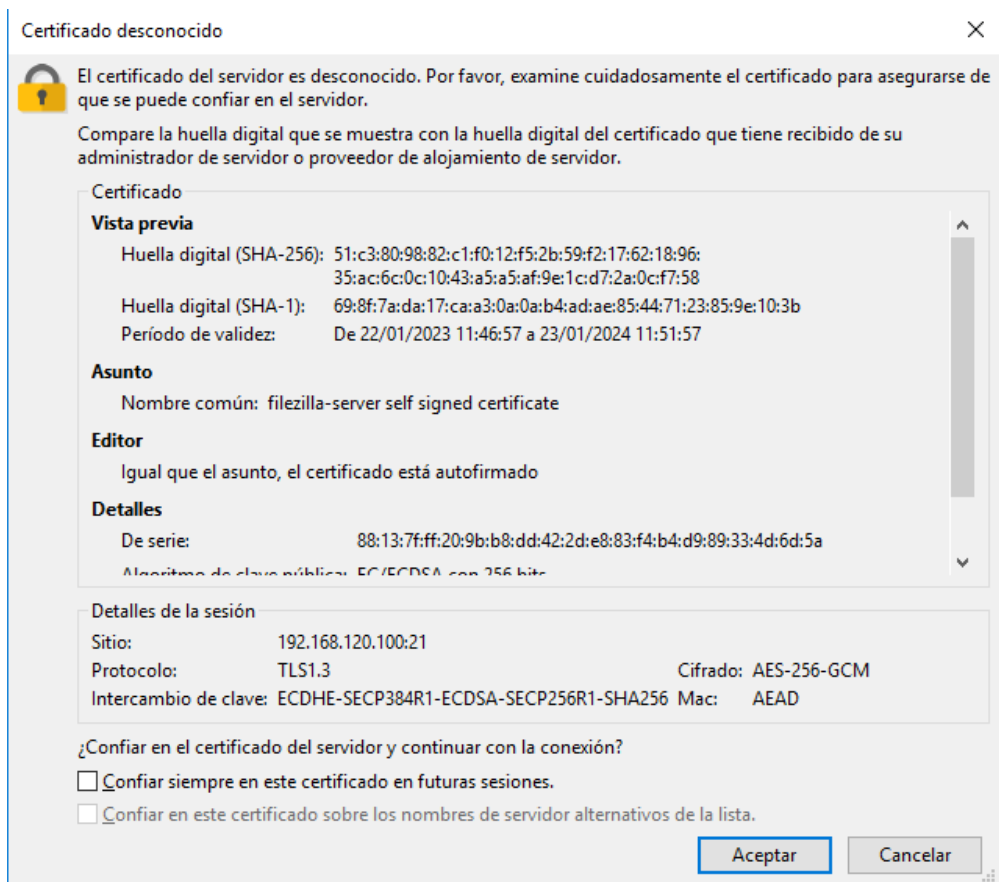 Certificado desconocido
El certificado del servidor es desconocido. Por favor, examine cuidadosamente el certificado para asegurarse de
que se puede confiar en el servidor.
Compare la huella digital que se muestra con la huella digital del certificado que tiene recibido de su
administrador de servidor o proveedor de alojamiento de servidor.
Certificado
Vista previa
Huella digital (SHA-256): 51:c3:80:98:82:c1:f0:12:f5:2b:59:f2:17:62:18:96:
35:ac:6c:0c:10:43:a5:a5:af:9e:1c:d7:2a:0c:f7:58
Huella digital (SHA-1): 69:8f:7a:da:17:ca:a3:0a:0a:b4:ad:ae:85:44:71:23:85:9e:10:3b
Período de validez: De 22/01/2023 11:46:57 a 23/01/2024 11:51:57
Asunto
Nombre común: filezilla-server self signed certificate
Editor
Igual que el asunto, el certificado está autofirmado
Detalles
De serie: 88:13:7f:ff:20:9b:b8:dd:42:2d:e8:83:f4:b4:d9:89:33:4d:6d:5a
Algoritmo de clave pública: EC/ECDSA con 256 bits
Detalles de la sesión
Sitio: 192.168.120.100:21
Protocolo: TLS1.3 Cifrado: AES-256-GCM
Intercambio de clave: ECDHE-SECP384R1-ECDSA-SECP256R1-SHA256 Mac: AEAD
¿Confiar en el certificado del servidor y continuar con la conexión?
Confiar siempre en este certificado en futuras sesiones.
Confiar en este certificado sobre los nombres de servidor alternativos de la lista.
Aceptar Cancelar